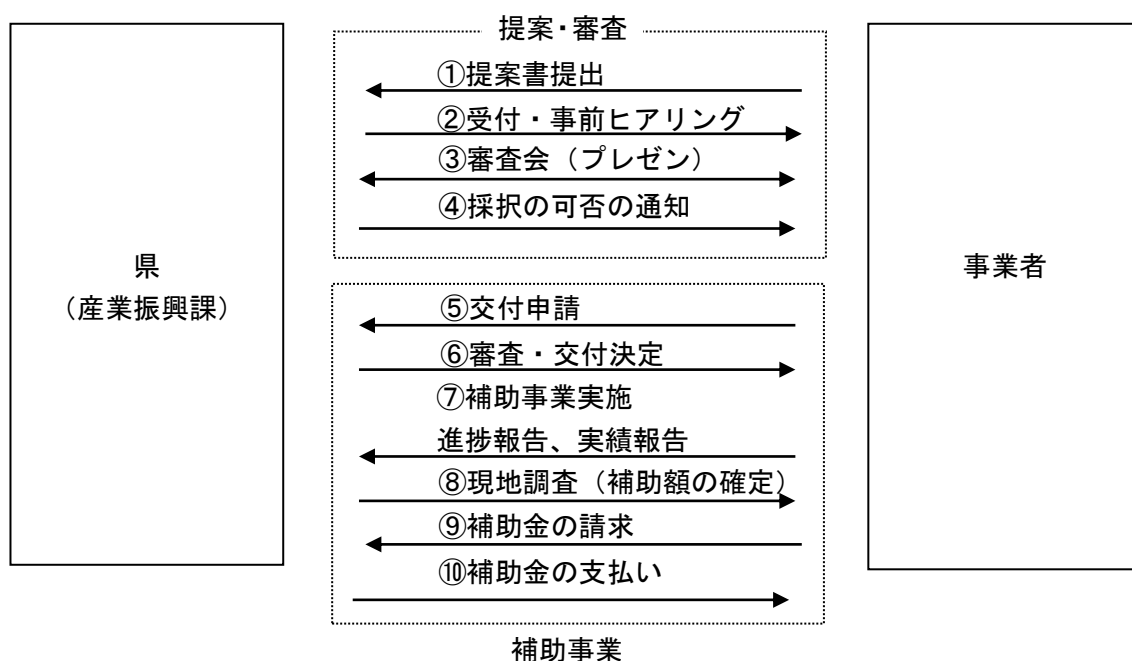 提案・審査
①提案書提出
②受付・事前ヒアリング
③審査会（プレゼン）
④採択の可否の通知
県
（産業振興課）
事業者
⑤交付申請
⑥審査・交付決定
⑦補助事業実施
進捗報告、実績報告
⑧現地調査（補助額の確定）
⑨補助金の請求
⑩補助金の支払い
補助事業